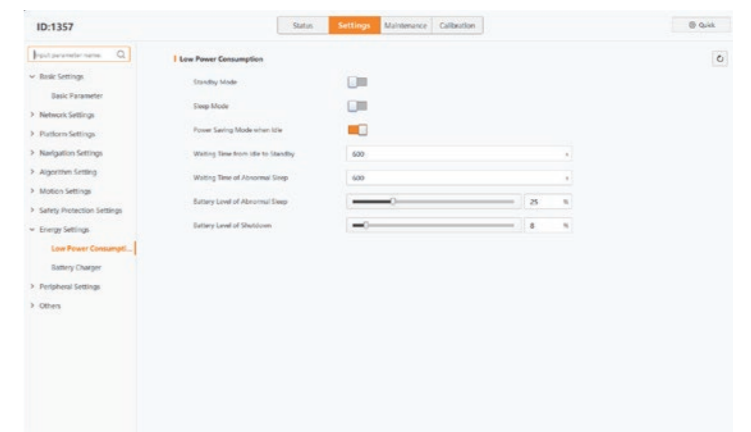 ID:1357
Status Settings Maintenance Calibration
Quick
Input parameter name
Low Power Consumption
Basic Settings
Basic Parameter
Network Settings
Platform Settings
Navigation Settings
Algorithm Setting
Motion Settings
Safety Protection Settings
Energy Settings
Low Power Consumpti...
Battery Charger
Peripheral Settings
Others
Standby Mode
Sleep Mode
Power Saving Mode when Idle
Waiting Time from Idle to Standby 600 s
Waiting Time of Abnormal Sleep 600 s
Battery Level of Abnormal Sleep 25 %
Battery Level of Shutdown 8 %